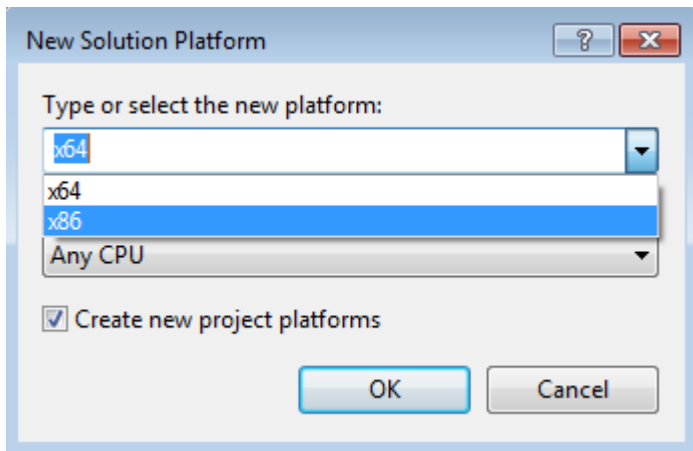 New Solution Platform
Type or select the new platform:
x64
x64
x86
Any CPU
Create new project platforms
OK Cancel